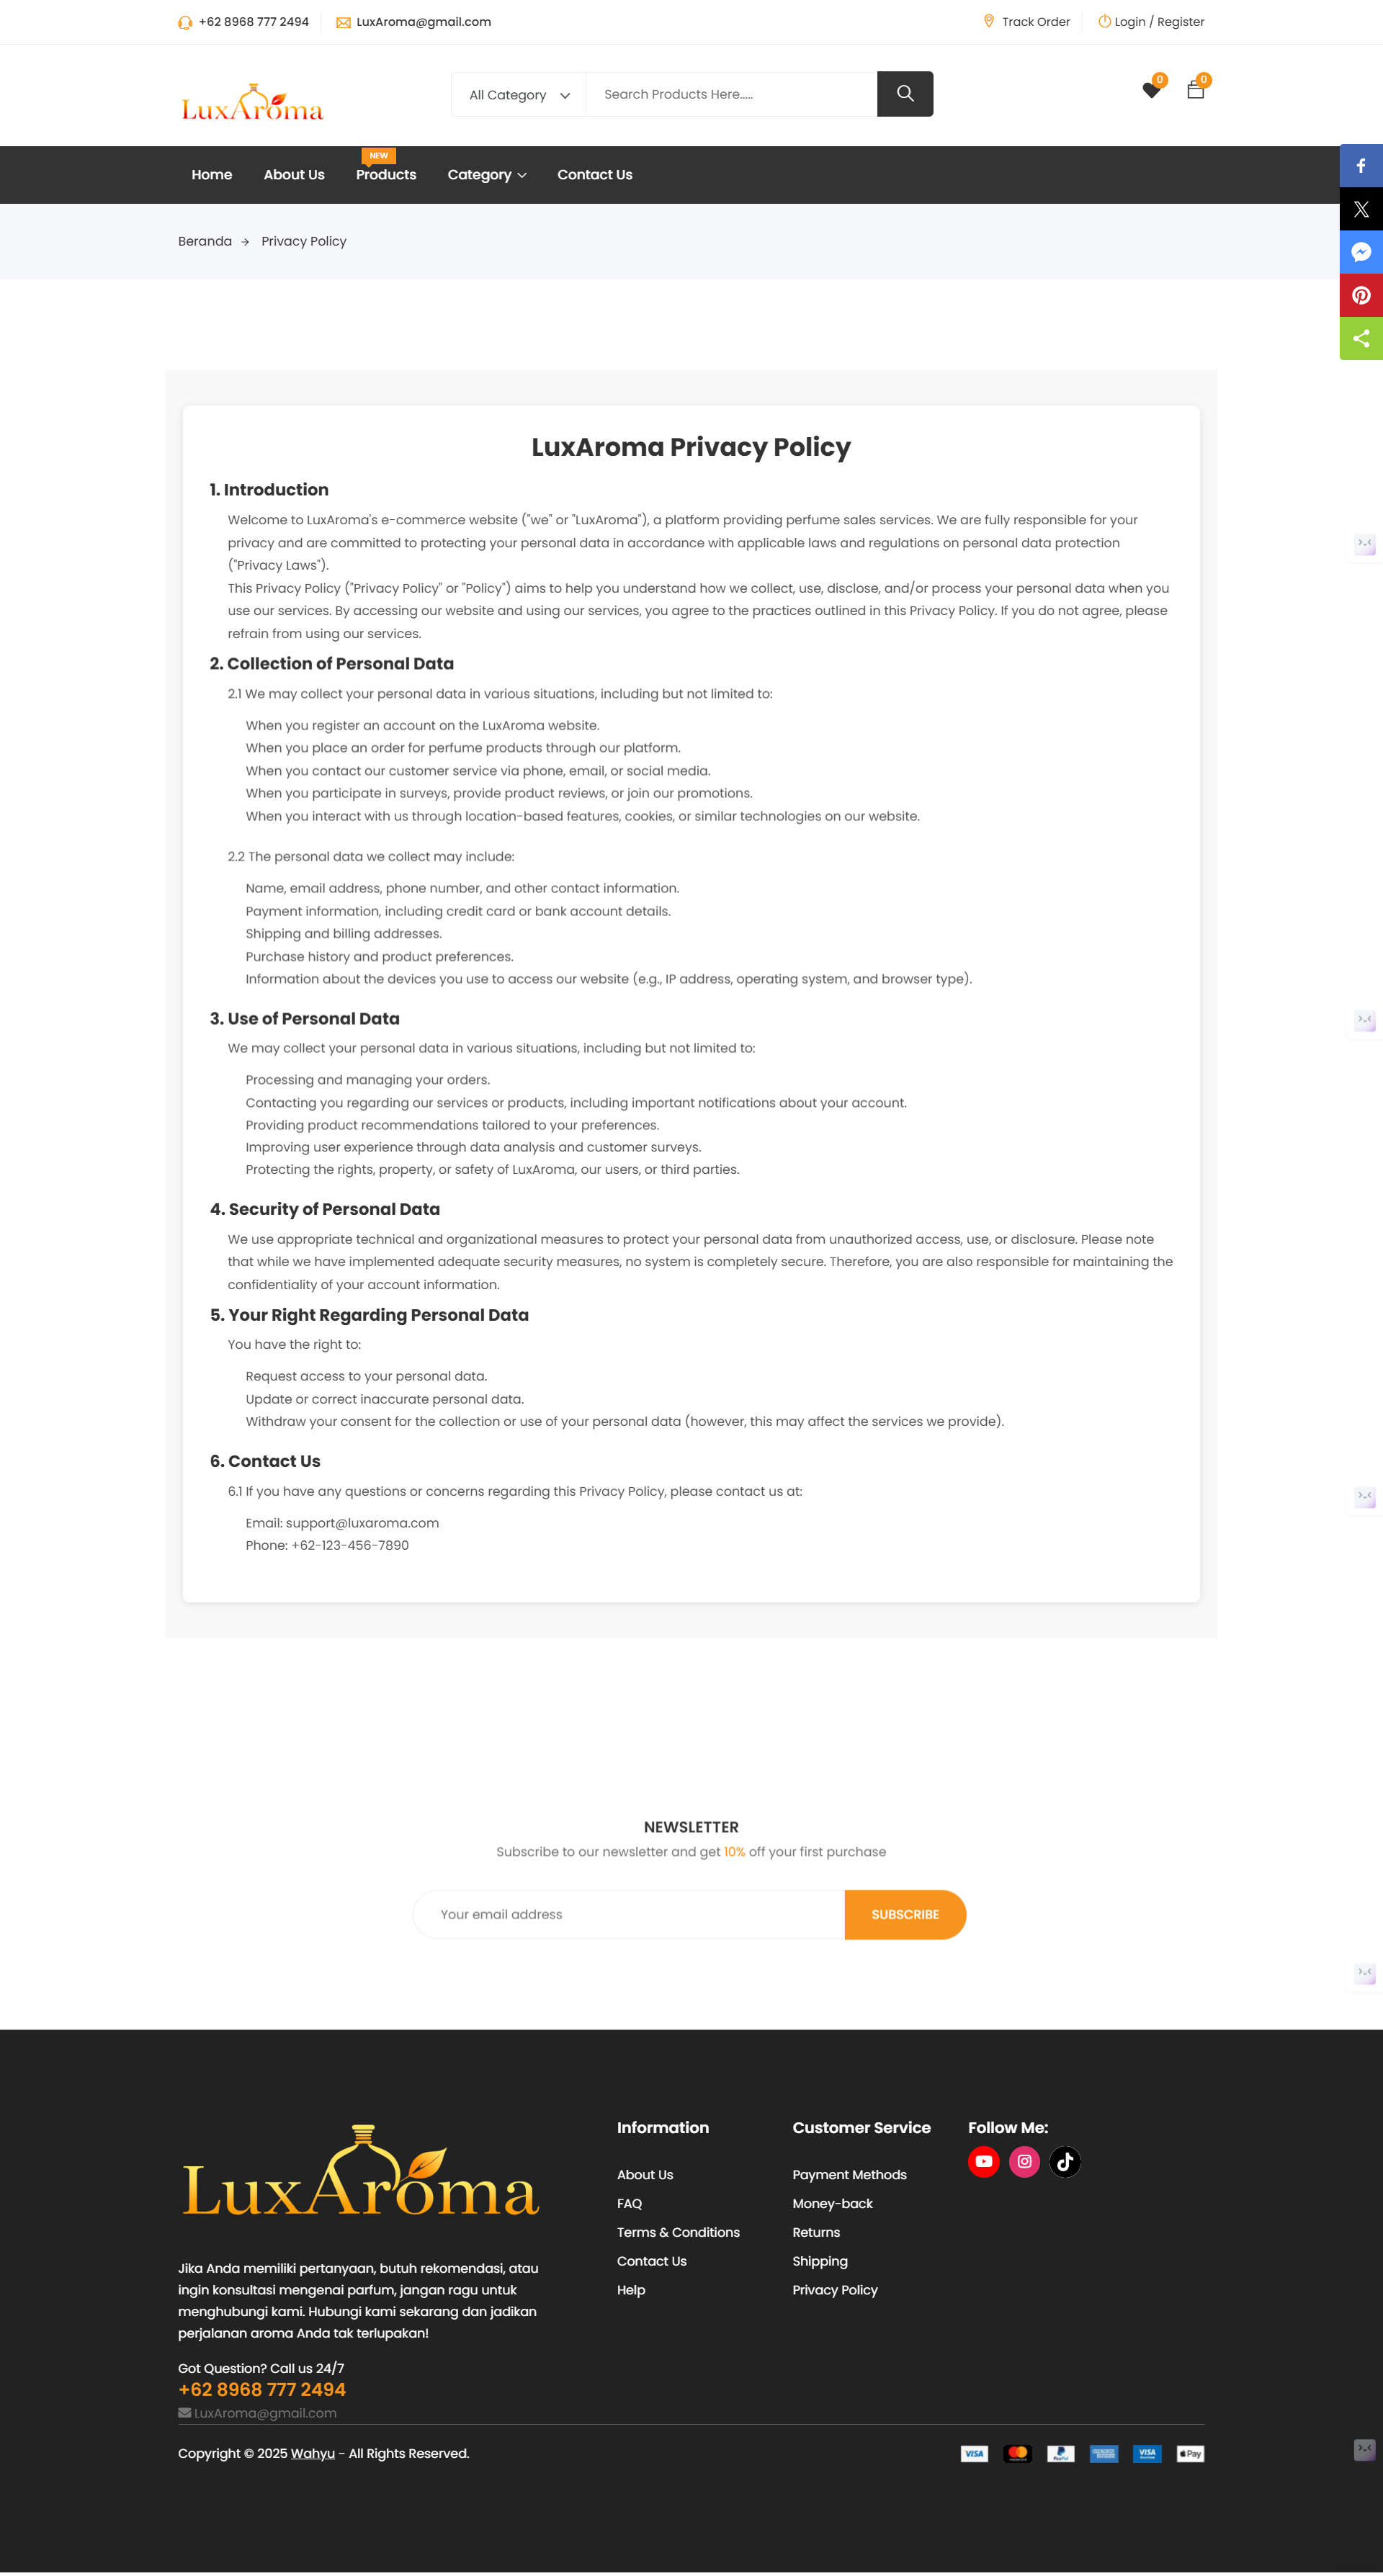 +62 8968 777 2494
LuxAroma@gmail.com
Track Order
Login / Register
LuxAroma
All Category
Search Products Here.....
0
0
NEW
Home
About Us
Products
Category
Contact Us
Beranda → Privacy Policy
LuxAroma Privacy Policy
1. Introduction
Welcome to LuxAroma's e-commerce website ("we" or "LuxAroma"), a platform providing perfume sales services. We are fully responsible for your
privacy and are committed to protecting your personal data in accordance with applicable laws and regulations on personal data protection
("Privacy Laws").
This Privacy Policy ("Privacy Policy" or "Policy") aims to help you understand how we collect, use, disclose, and/or process your personal data when you
use our services. By accessing our website and using our services, you agree to the practices outlined in this Privacy Policy. If you do not agree, please
refrain from using our services.
2. Collection of Personal Data
2.1 We may collect your personal data in various situations, including but not limited to:
When you register an account on the LuxAroma website.
When you place an order for perfume products through our platform.
When you contact our customer service via phone, email, or social media.
When you participate in surveys, provide product reviews, or join our promotions.
When you interact with us through location-based features, cookies, or similar technologies on our website.
2.2 The personal data we collect may include:
Name, email address, phone number, and other contact information.
Payment information, including credit card or bank account details.
Shipping and billing addresses.
Purchase history and product preferences.
Information about the devices you use to access our website (e.g., IP address, operating system, and browser type).
3. Use of Personal Data
We may collect your personal data in various situations, including but not limited to:
Processing and managing your orders.
Contacting you regarding our services or products, including important notifications about your account.
Providing product recommendations tailored to your preferences.
Improving user experience through data analysis and customer surveys.
Protecting the rights, property, or safety of LuxAroma, our users, or third parties.
4. Security of Personal Data
We use appropriate technical and organizational measures to protect your personal data from unauthorized access, use, or disclosure. Please note
that while we have implemented adequate security measures, no system is completely secure. Therefore, you are also responsible for maintaining the
confidentiality of your account information.
5. Your Right Regarding Personal Data
You have the right to:
Request access to your personal data.
Update or correct inaccurate personal data.
Withdraw your consent for the collection or use of your personal data (however, this may affect the services we provide).
6. Contact Us
6.1 If you have any questions or concerns regarding this Privacy Policy, please contact us at:
Email: support@luxaroma.com
Phone: +62-123-456-7890
NEWSLETTER
Subscribe to our newsletter and get 10% off your first purchase
Your email address
SUBSCRIBE
LuxAroma
Jika Anda memiliki pertanyaan, butuh rekomendasi, atau
ingin konsultasi mengenai parfum, jangan ragu untuk
menghubungi kami. Hubungi kami sekarang dan jadikan
perjalanan aroma Anda tak terlupakan!
Got Question? Call us 24/7
+62 8968 777 2494
LuxAroma@gmail.com
Information
About Us
FAQ
Terms & Conditions
Contact Us
Help
Customer Service
Payment Methods
Money-back
Returns
Shipping
Privacy Policy
Follow Me:
Copyright © 2025 Wahyu - All Rights Reserved.
VISA
PayPal
VISA
Pay